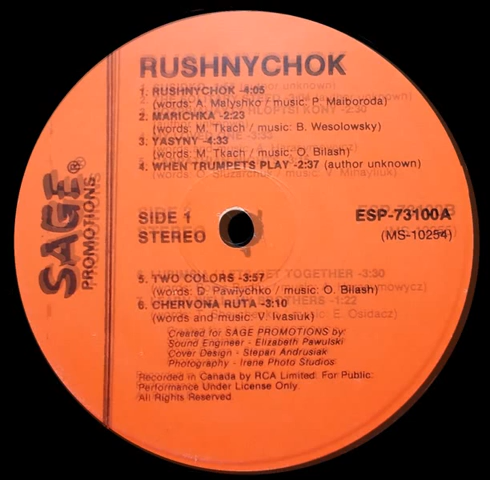 RUSHNYCHOK
1. RUSHNYCHOK -4:05
(words: A. Malyshko / music: P. Maiboroda)
2. MARICHKA -2:23
(words: M. Tkach / music: B. Wesolowsky)
3. YASYNY -4:33
(words: M. Tkach / music: O. Bilash)
4. WHEN TRUMPETS PLAY -2:37 (author unknown)
SAGE®
PROMOTIONS
SIDE 1
STEREO
ESP-73100A
(MS-10254)
5. TWO COLORS -3:57
(words: D. Pawlychko / music: O. Bilash)
6. CHERVONA RUTA -3:10
(words and music: V. Ivasiuk)
Created for SAGE PROMOTIONS by:
Sound Engineer - Elizabeth Pawulski
Cover Design - Stepan Andrusiak
Photography - Irene Photo Studios
Recorded in Canada by RCA Limited. For Public
Performance Under License Only.
All Rights Reserved.